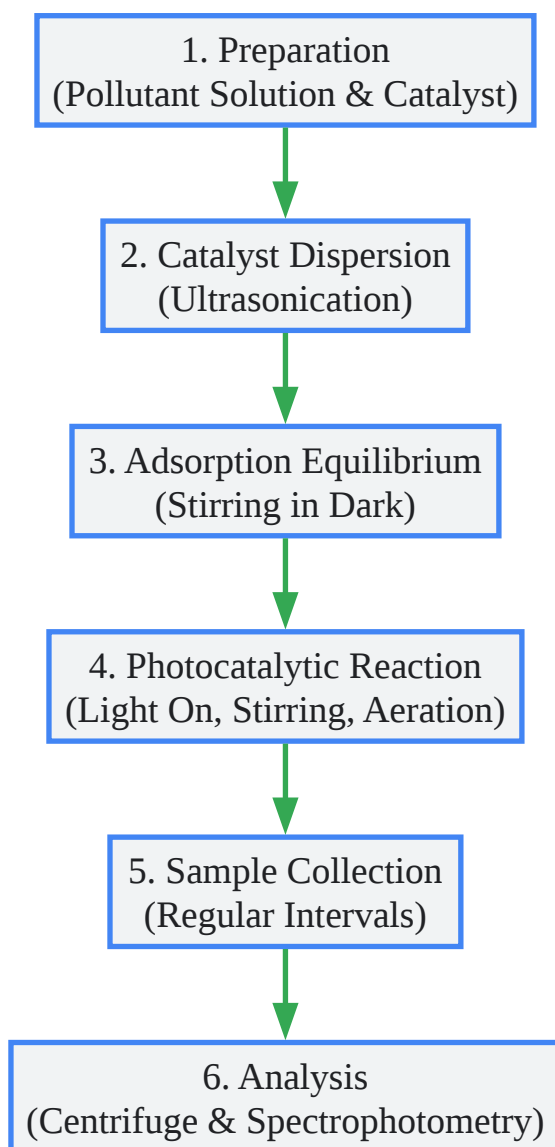 1. Preparation
(Pollutant Solution & Catalyst)
2. Catalyst Dispersion
(Ultrasonication)
3. Adsorption Equilibrium
(Stirring in Dark)
4. Photocatalytic Reaction
(Light On, Stirring, Aeration)
5. Sample Collection
(Regular Intervals)
6. Analysis
(Centrifuge & Spectrophotometry)